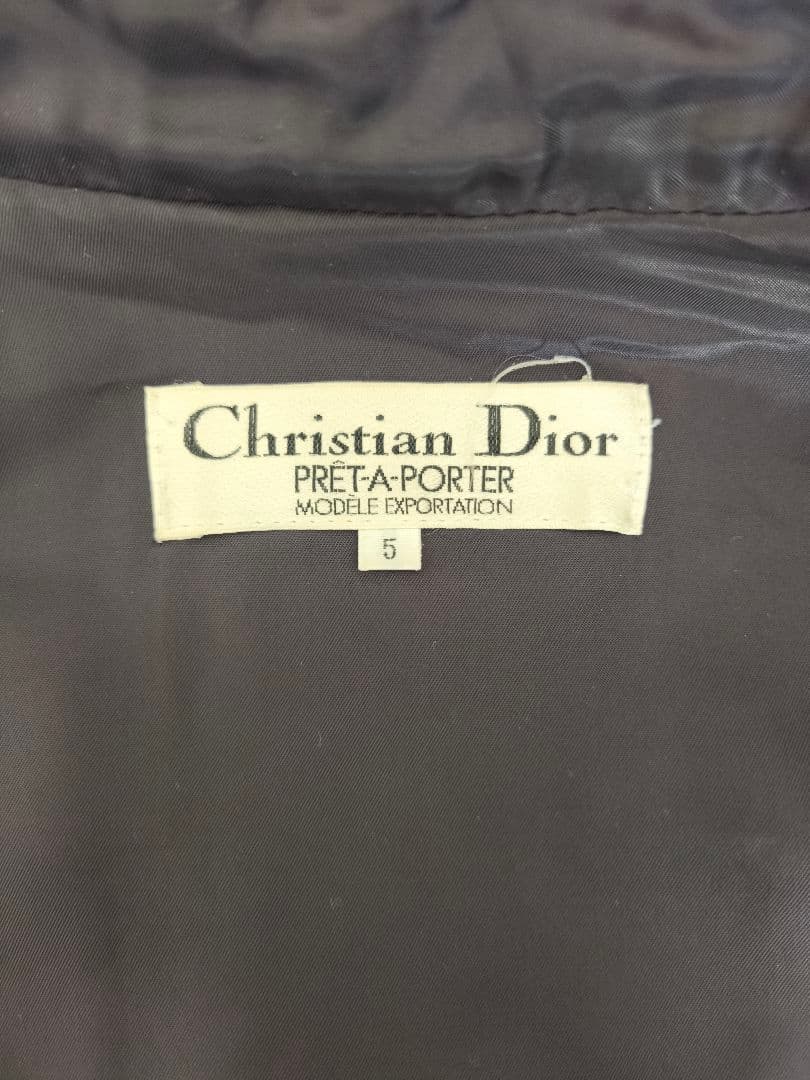 Christian Dior
PRÊT-A-PORTER
MODÈLE EXPORTATION
5